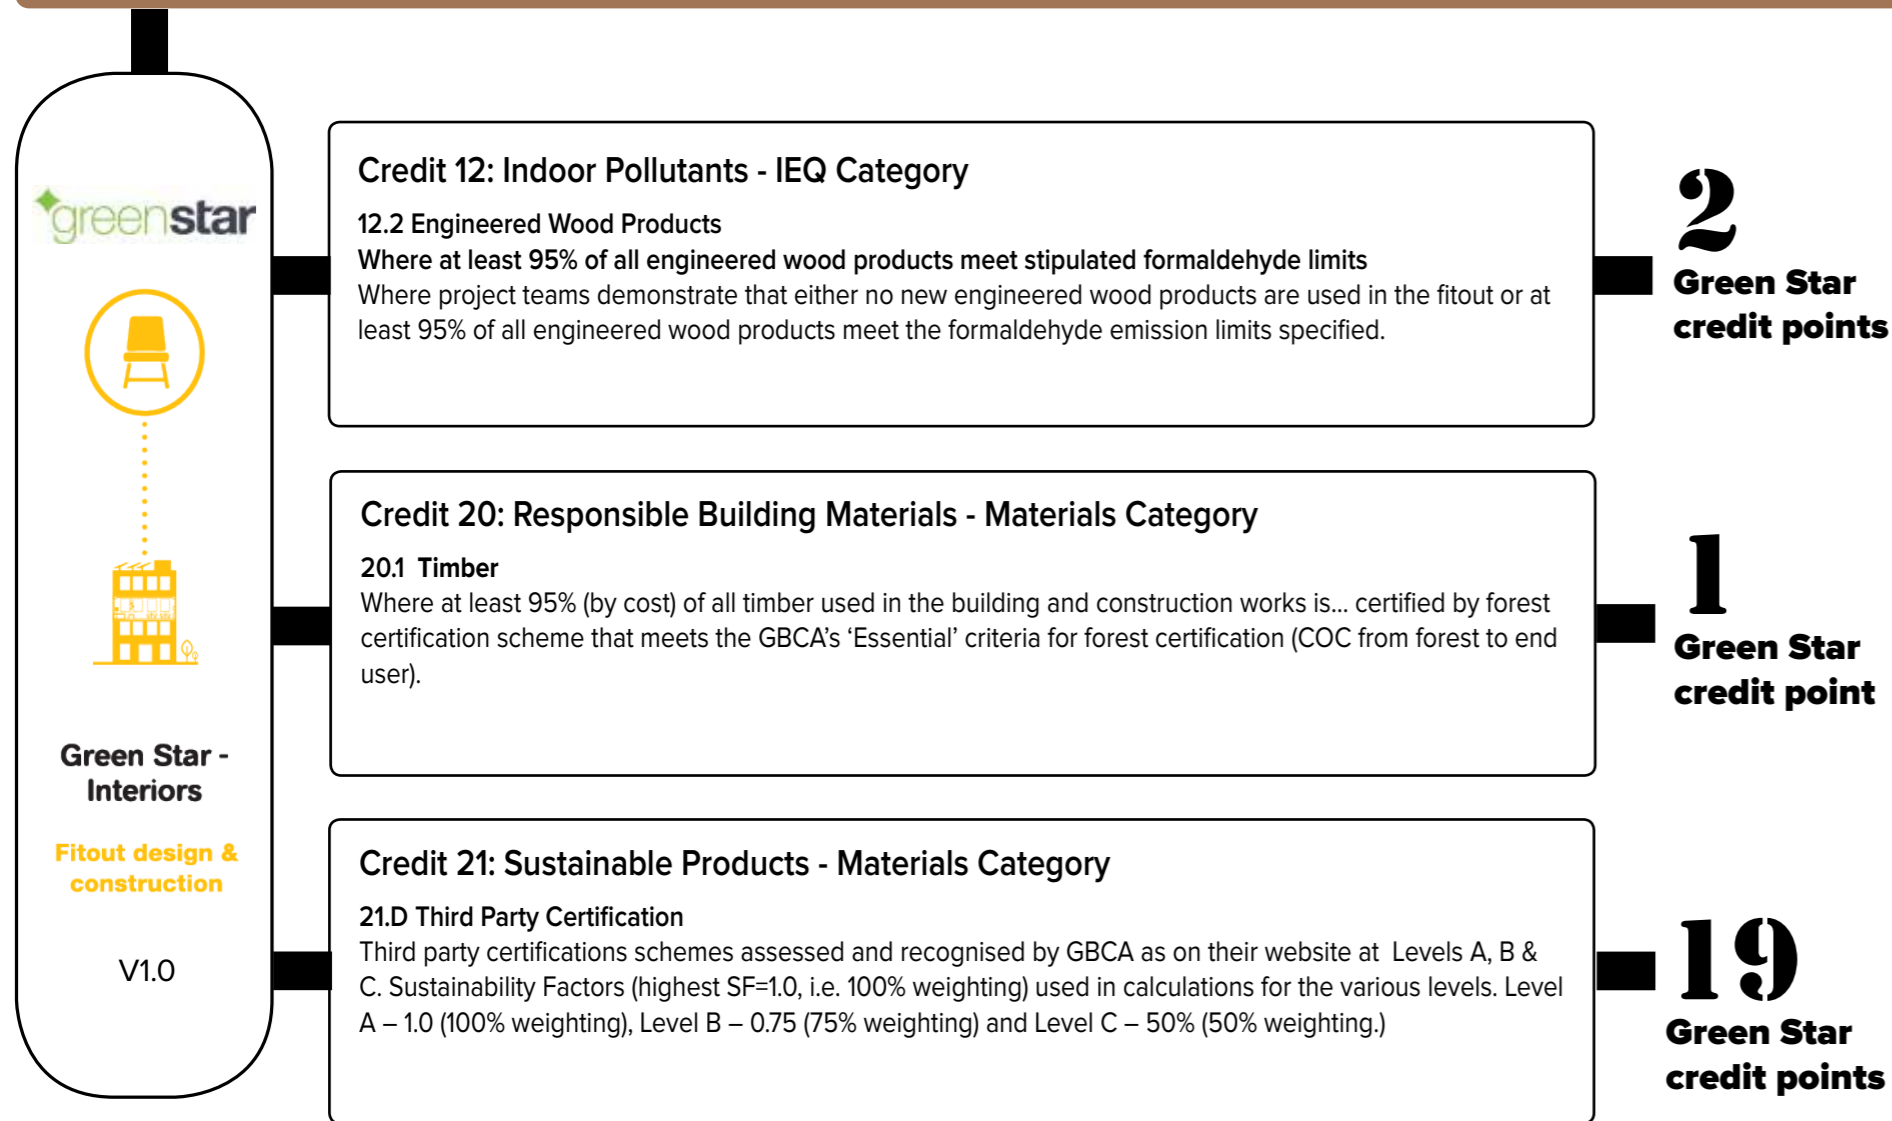 greenstar
Green Star -
Interiors
Fitout design &
construction
V1.0
Credit 12: Indoor Pollutants - IEQ Category
12.2 Engineered Wood Products
Where at least 95% of all engineered wood products meet stipulated formaldehyde limits
Where project teams demonstrate that either no new engineered wood products are used in the fitout or at
least 95% of all engineered wood products meet the formaldehyde emission limits specified.
2
Green Star
credit points
Credit 20: Responsible Building Materials - Materials Category
20.1 Timber
Where at least 95% (by cost) of all timber used in the building and construction works is... certified by forest
certification scheme that meets the GBCA’s ‘Essential’ criteria for forest certification (COC from forest to end
user).
1
Green Star
credit point
Credit 21: Sustainable Products - Materials Category
21.D Third Party Certification
Third party certifications schemes assessed and recognised by GBCA as on their website at Levels A, B &
C. Sustainability Factors (highest SF=1.0, i.e. 100% weighting) used in calculations for the various levels. Level
A – 1.0 (100% weighting), Level B – 0.75 (75% weighting) and Level C – 50% (50% weighting.)
19
Green Star
credit points